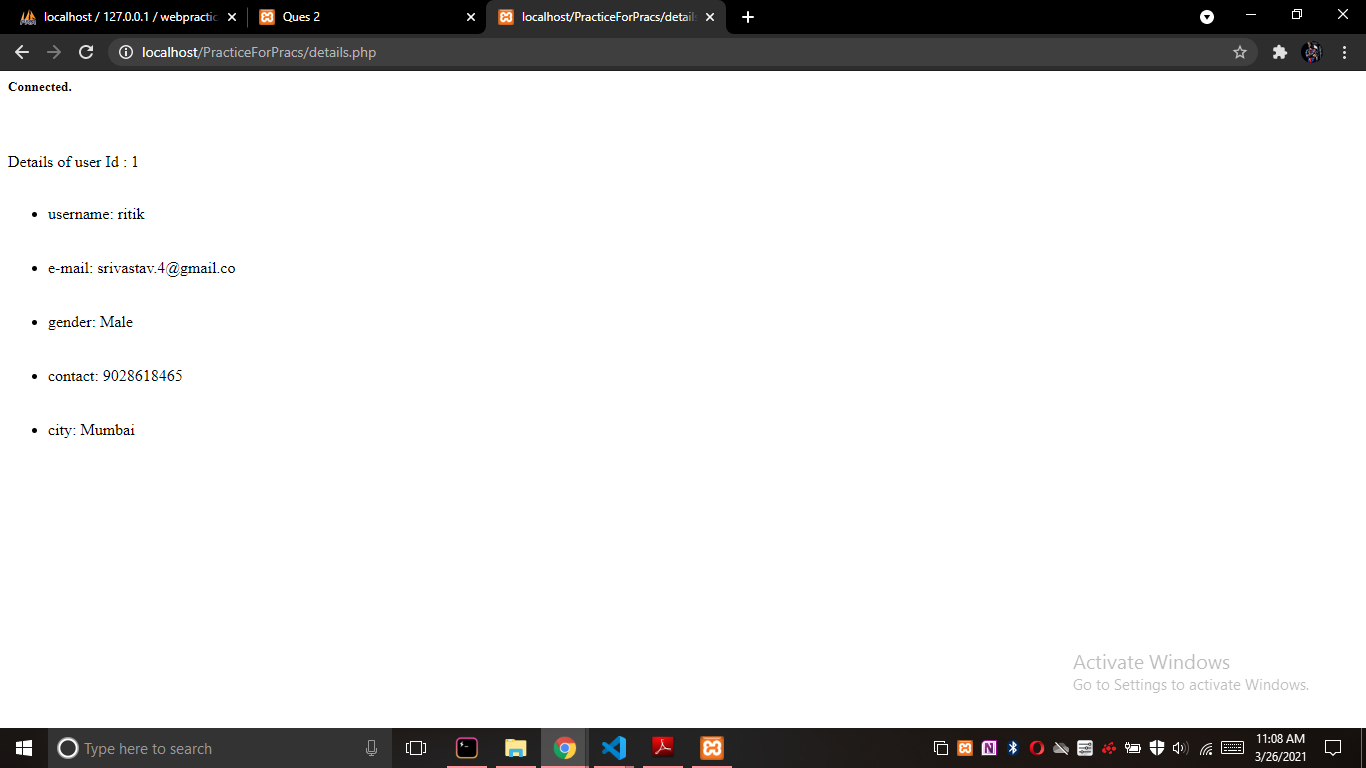 localhost / 127.0.0.1 / webpractic
Ques 2
localhost/PracticeForPracs/detail
localhost/PracticeForPracs/details.php
Connected.
Details of user Id : 1
• username: ritik
• e-mail: srivastav.4@gmail.co
• gender: Male
• contact: 9028618465
• city: Mumbai
Activate Windows
Go to Settings to activate Windows.
Type here to search
11:08 AM
3/26/2021